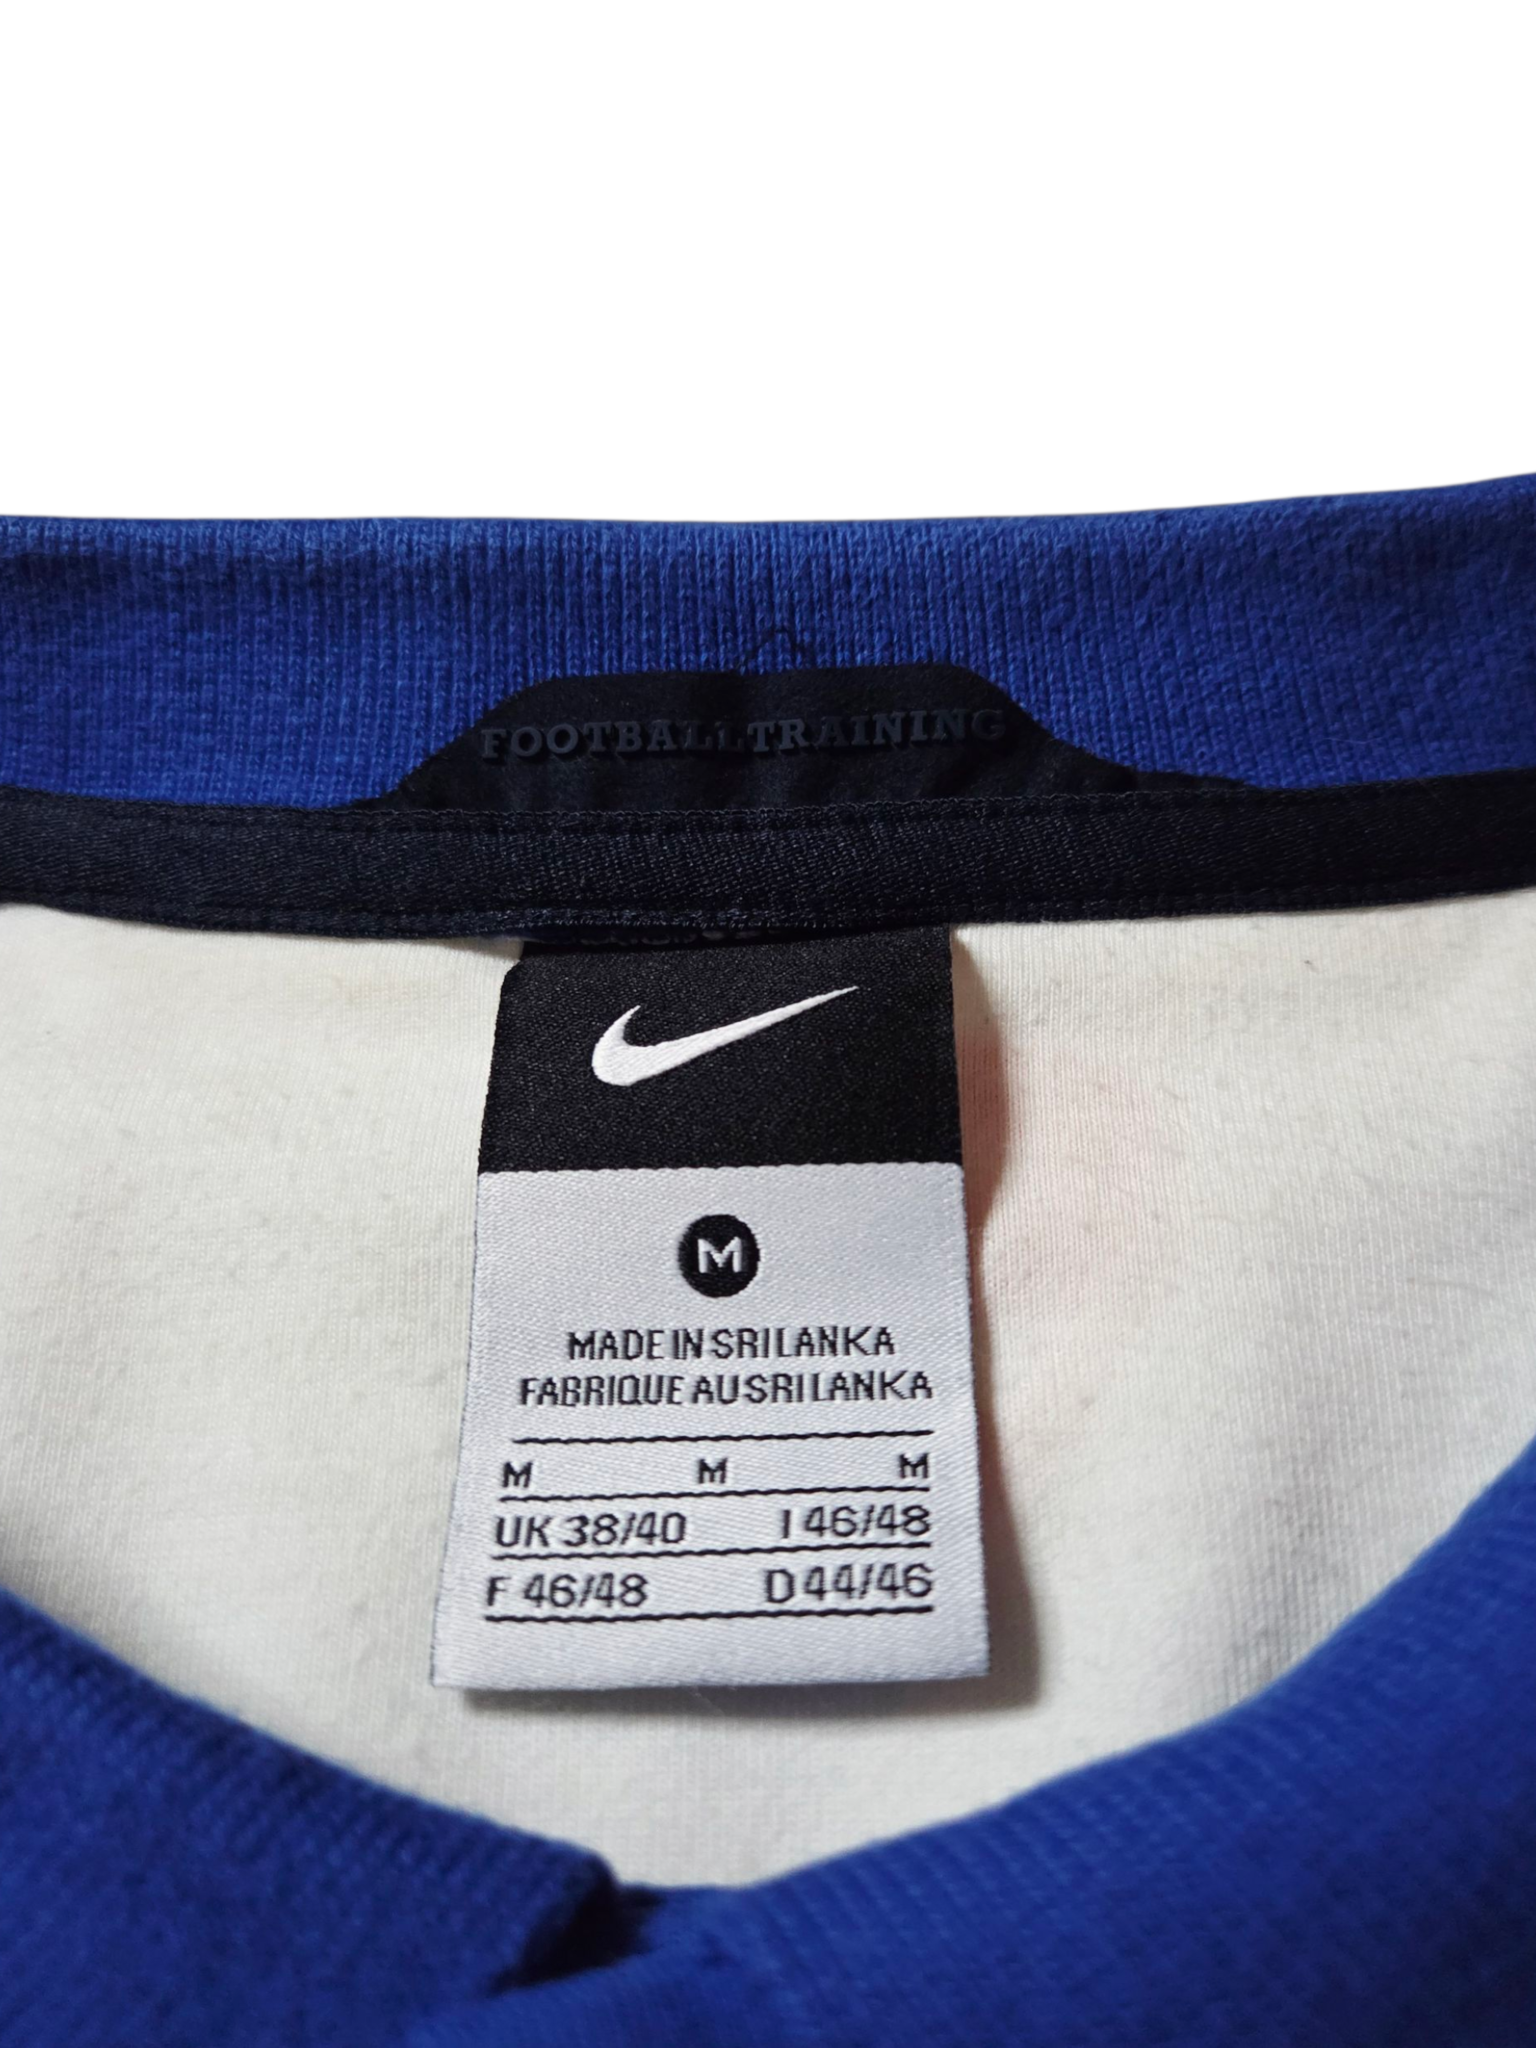 FOOTBALL TRAINING
M
MADE IN SRI LANKA
FABRIQUE AU SRI LANKA
M M M
UK 38/40 I 46/48
F 46/48 D 44/46